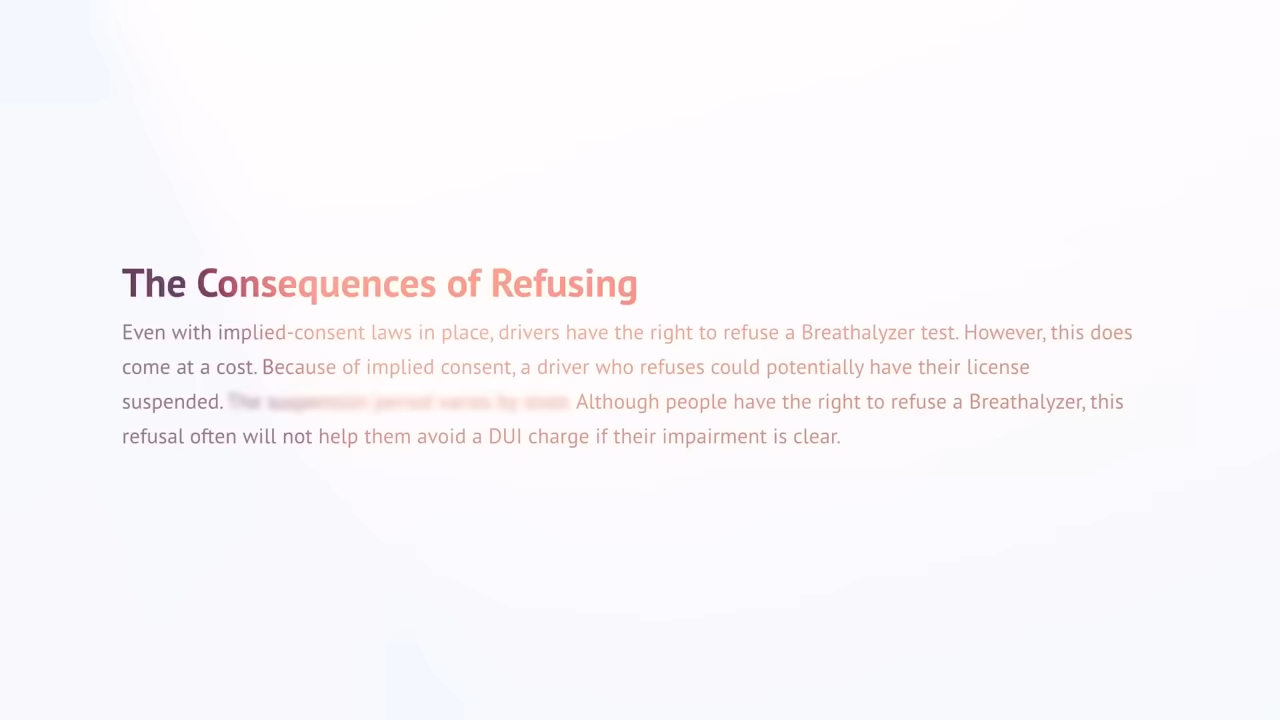 The Consequences of Refusing
Even with implied-consent laws in place, drivers have the right to refuse a Breathalyzer test. However, this does
come at a cost. Because of implied consent, a driver who refuses could potentially have their license
suspended. Although people have the right to refuse a Breathalyzer, this
refusal often will not help them avoid a DUI charge if their impairment is clear.